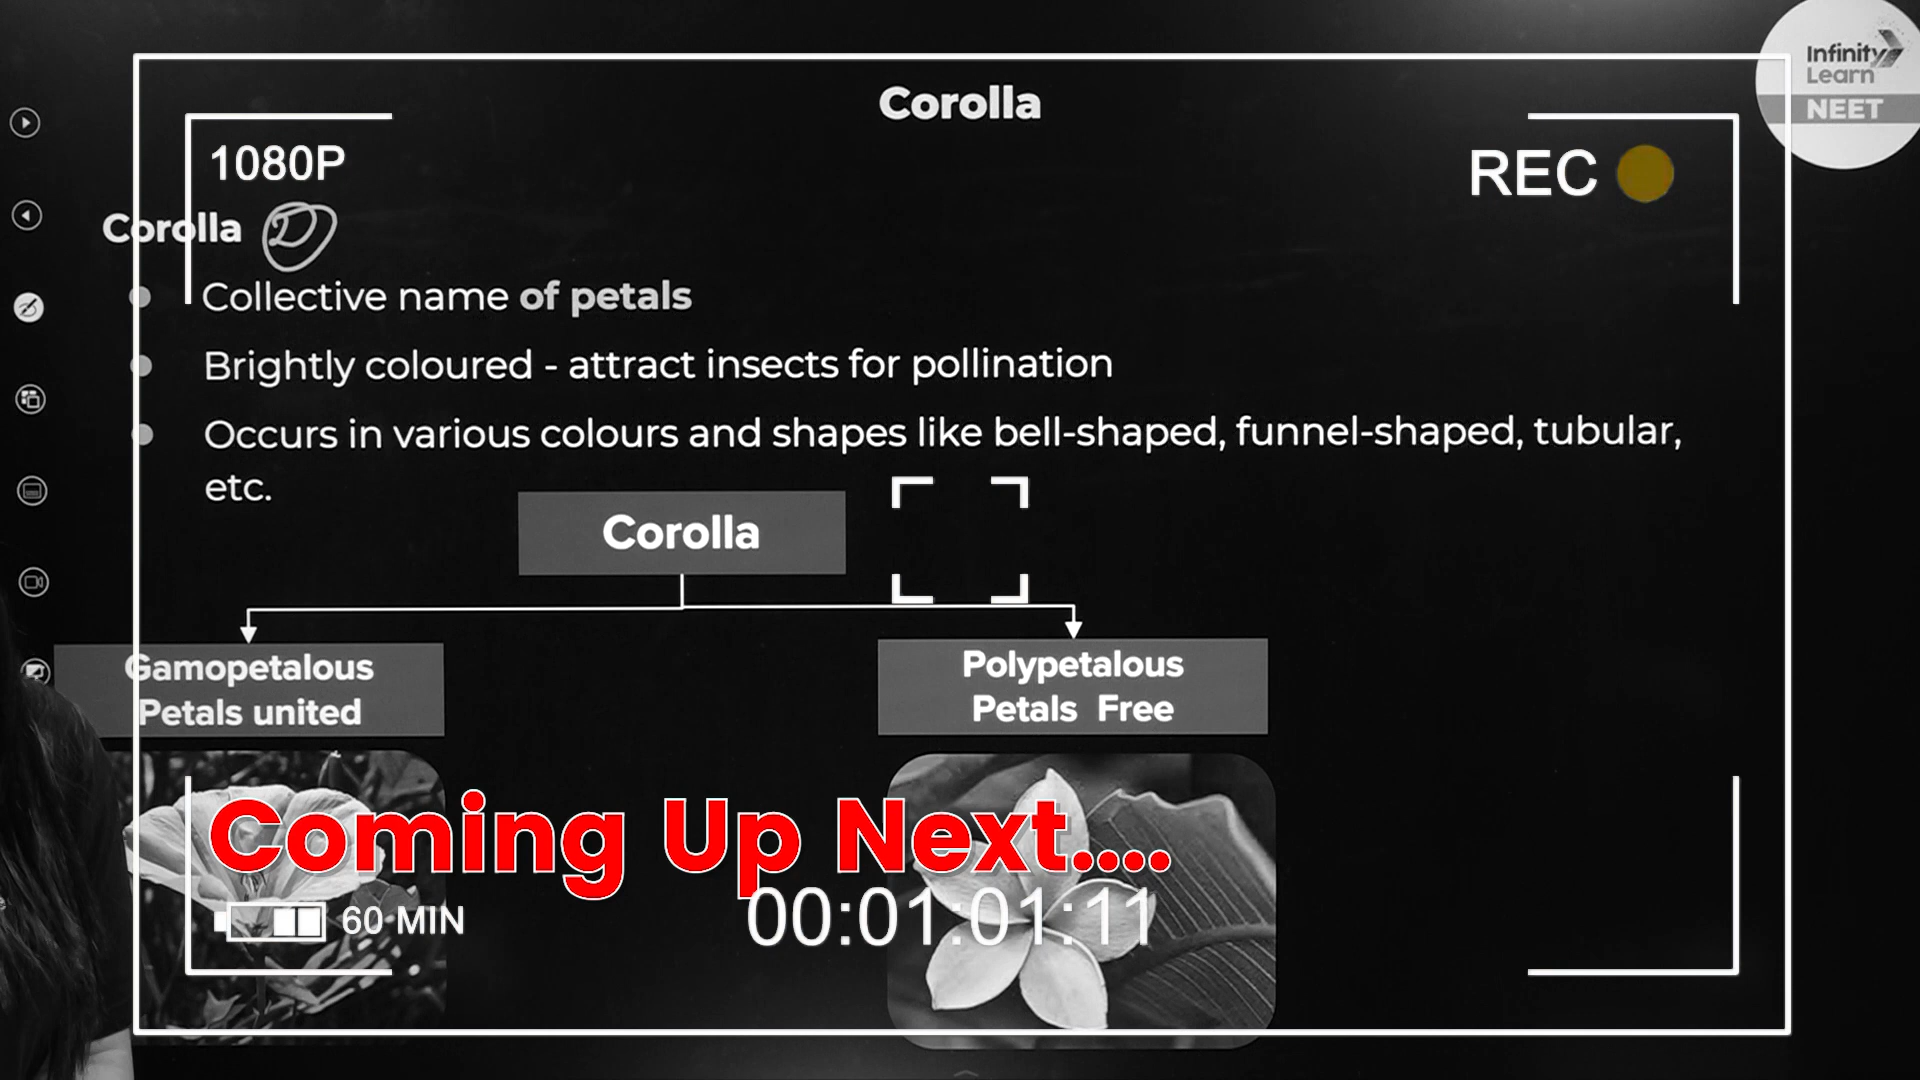 Infinity
Learn
NEET
Corolla
1080P
REC
Corolla
Collective name of petals
Brightly coloured - attract insects for pollination
Occurs in various colours and shapes like bell-shaped, funnel-shaped, tubular,
etc.
Corolla
Gamopetalous
Petals united
Polypetalous
Petals Free
Coming Up Next....
60 MIN
00:01:01:11